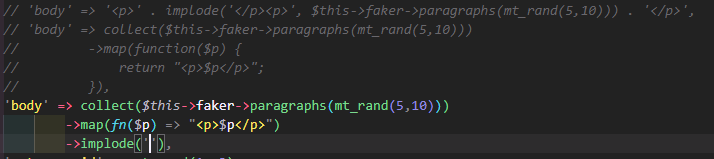 // 'body' => '<p>' . implode('</p><p>', $this->faker->paragraphs(mt_rand(5,10))) . '</p>',
// 'body' => collect($this->faker->paragraphs(mt_rand(5,10)))
//         ->map(function($p) {
//             return "<p>$p</p>";
//         }),
'body' => collect($this->faker->paragraphs(mt_rand(5,10)))
        ->map(fn($p) => "<p>$p</p>")
        ->implode(''),